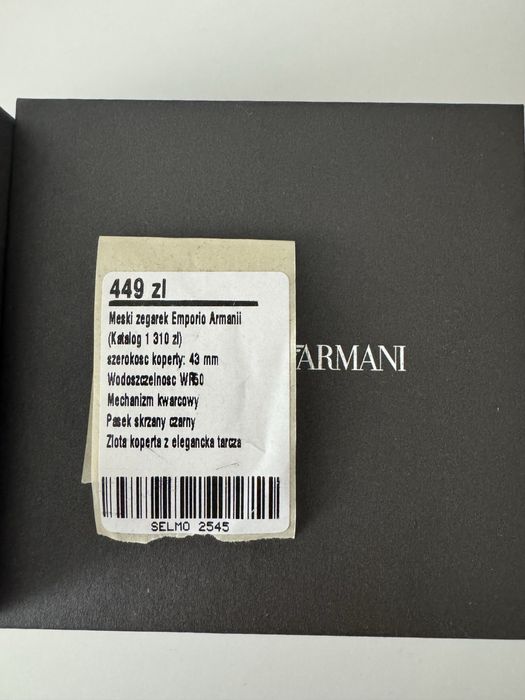 449 zl
Meski zegarek Emporio Armanii
(Katalog 1 310 zl)
szerokosc koperty: 43 mm
Wodoszczelnosc WR50
Mechanizm kwarcowy
Pasek skrzany czarny
Zlota koperta z elegancka tarcza
SELMO 2545
ARMANI